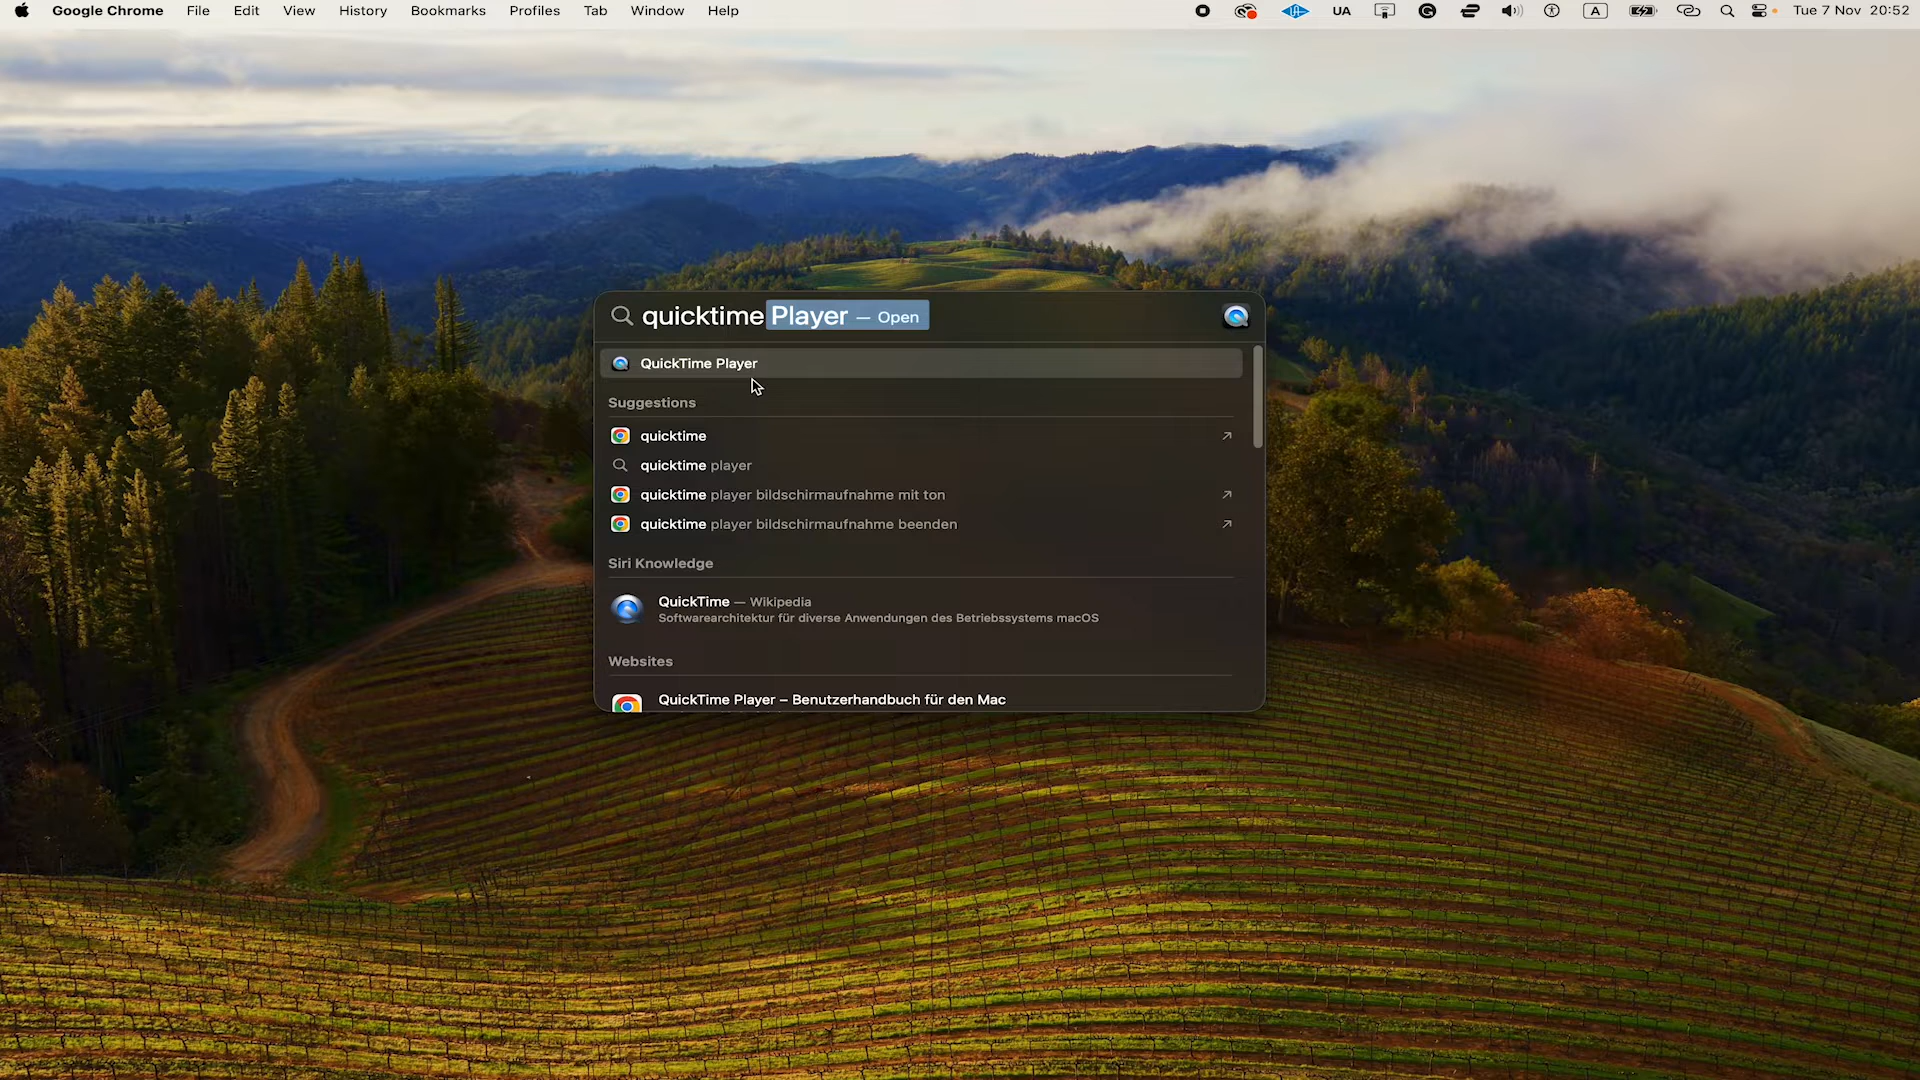 Google Chrome File Edit View History Bookmarks Profiles Tab Window Help UA A Tue 7 Nov 20:52
quicktime Player — Open
QuickTime Player
Suggestions
quicktime
quicktime player
quicktime player bildschirmaufnahme mit ton
quicktime player bildschirmaufnahme beenden
Siri Knowledge
QuickTime — Wikipedia
Softwarearchitektur für diverse Anwendungen des Betriebssystems macOS
Websites
QuickTime Player – Benutzerhandbuch für den Mac